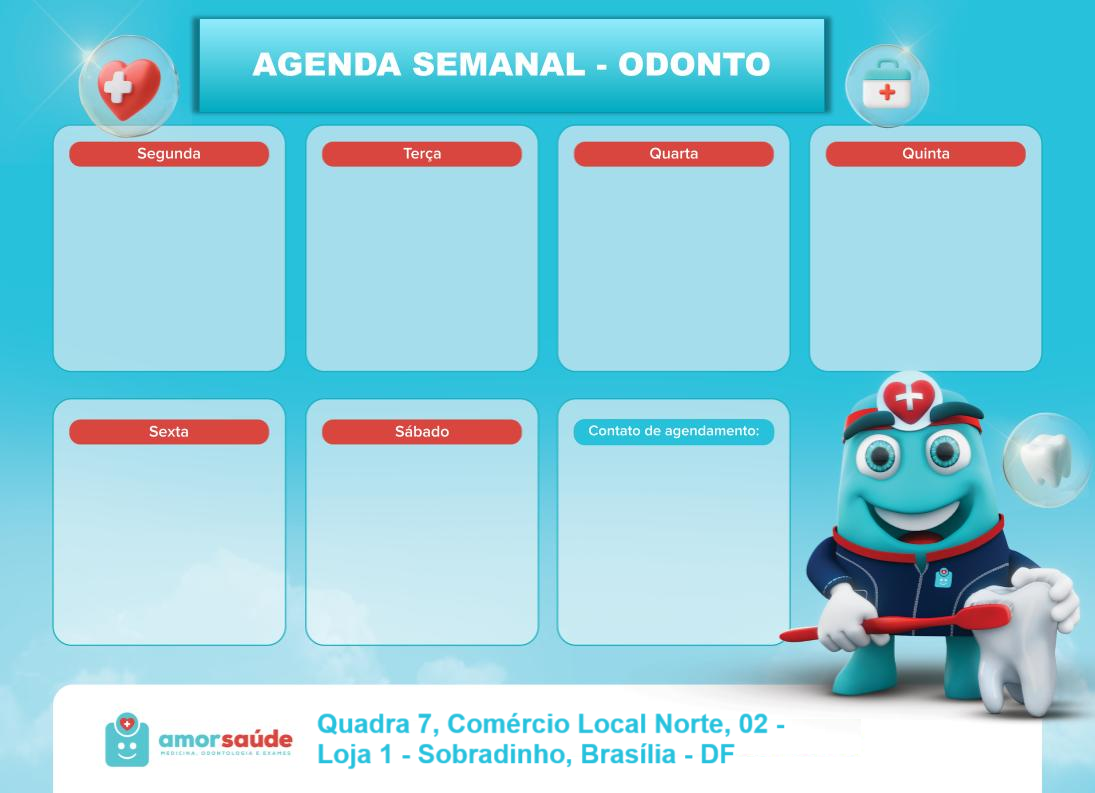 AGENDA SEMANAL - ODONTO
Segunda
Terça
Quarta
Quinta
Sexta
Sábado
Contato de agendamento:
amorsaúde
MEDICINA, ODONTOLOGIA E EXAMES
Quadra 7, Comércio Local Norte, 02 -
Loja 1 - Sobradinho, Brasília - DF